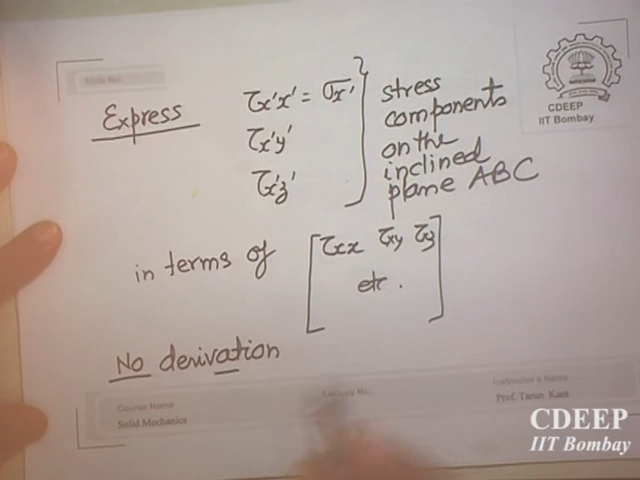 Slide No:
Express
τx'x' = σx'
τx'y'
τx'z'
stress
components
on the
inclined
plane ABC
in terms of
τxx τxy τxz
etc.
No derivation
CDEEP
IIT Bombay
Course Name
Solid Mechanics
Lecture No.
Instructor's Name
Prof. Tarun Kant
CDEEP
IIT Bombay